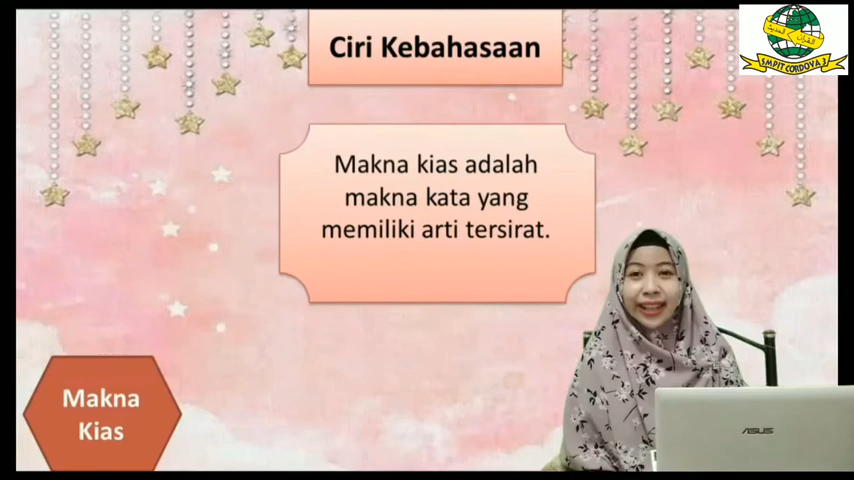 Ciri Kebahasaan
Makna kias adalah
makna kata yang
memiliki arti tersirat.
Makna
Kias
SMPIT CORDOVA 3
ASUS